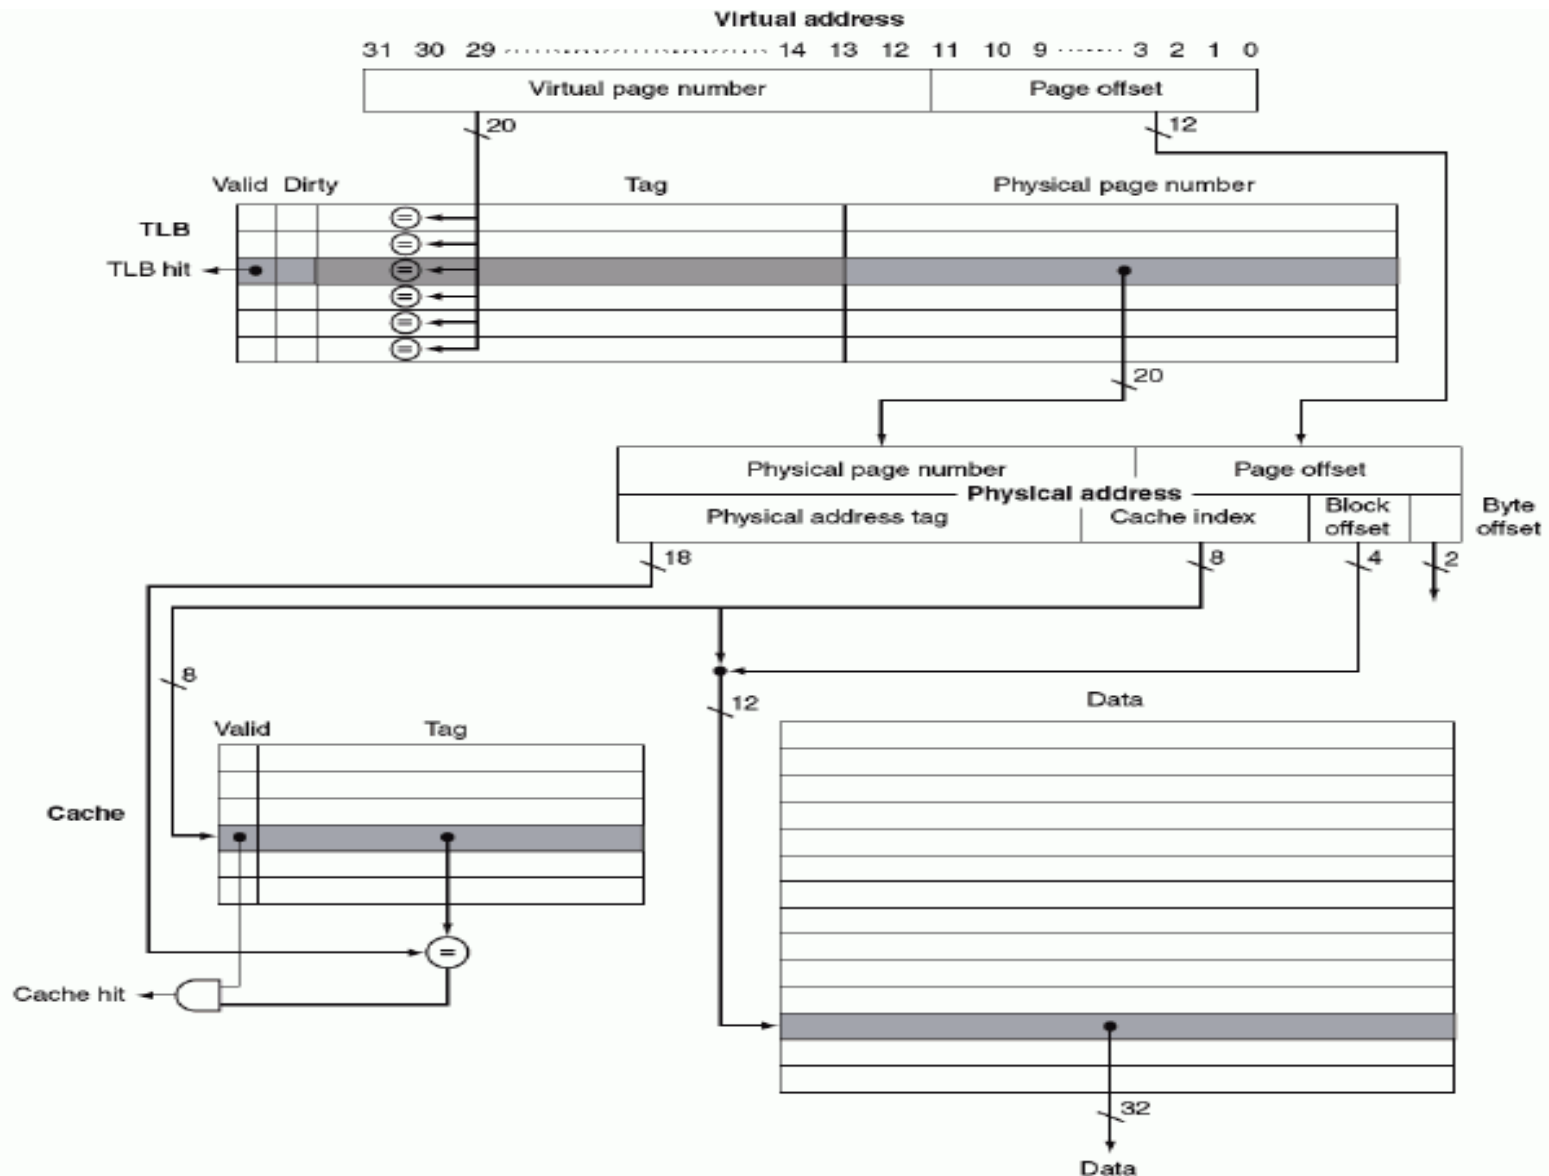 Virtual address
31 30 29 14 13 12 11 10 9 3 2 1 0
Virtual page number Page offset
20 12
Valid Dirty Tag Physical page number
TLB
=
=
TLB hit =
=
=
=
20
Physical page number Page offset
Physical address
Physical address tag Cache index Block offset Byte offset
18 8 4 2
8
12
Data
Valid Tag
Cache
=
Cache hit
32
Data